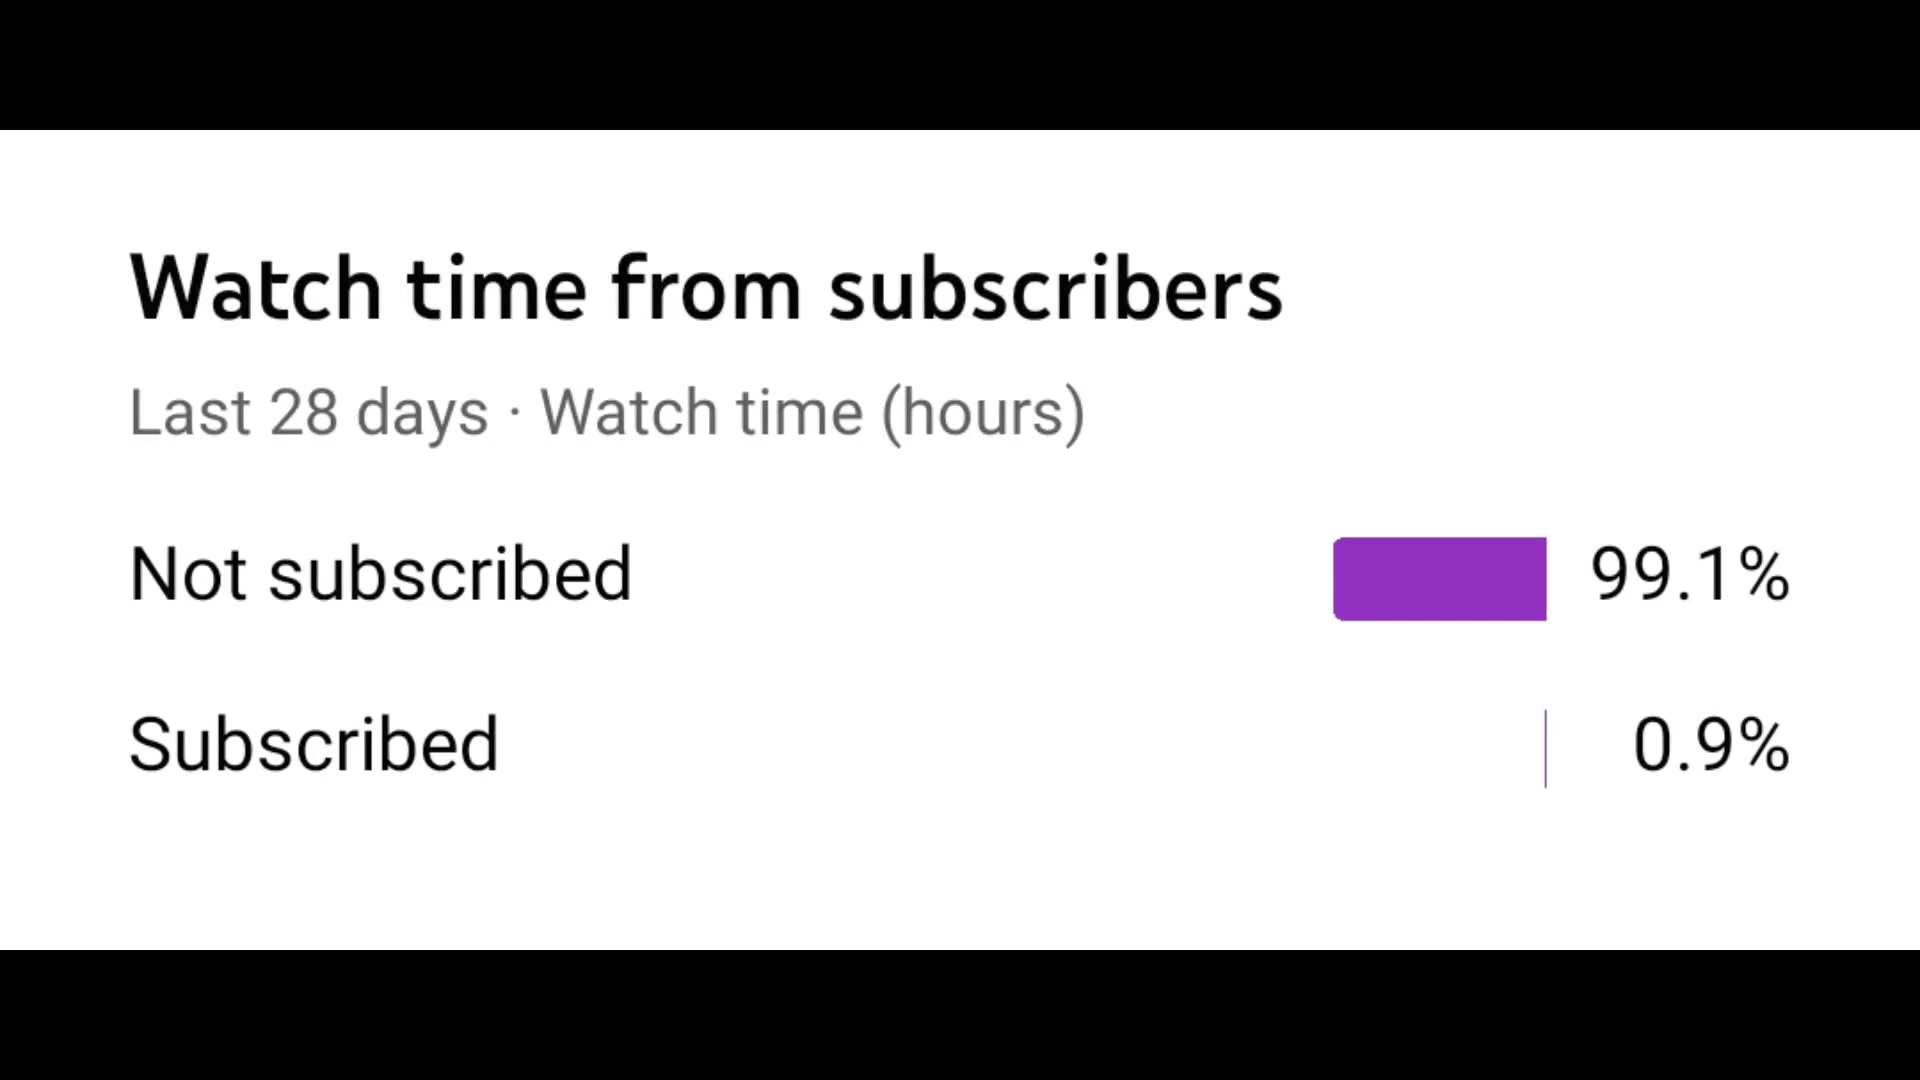 Watch time from subscribers
Last 28 days · Watch time (hours)
Not subscribed 99.1%
Subscribed 0.9%